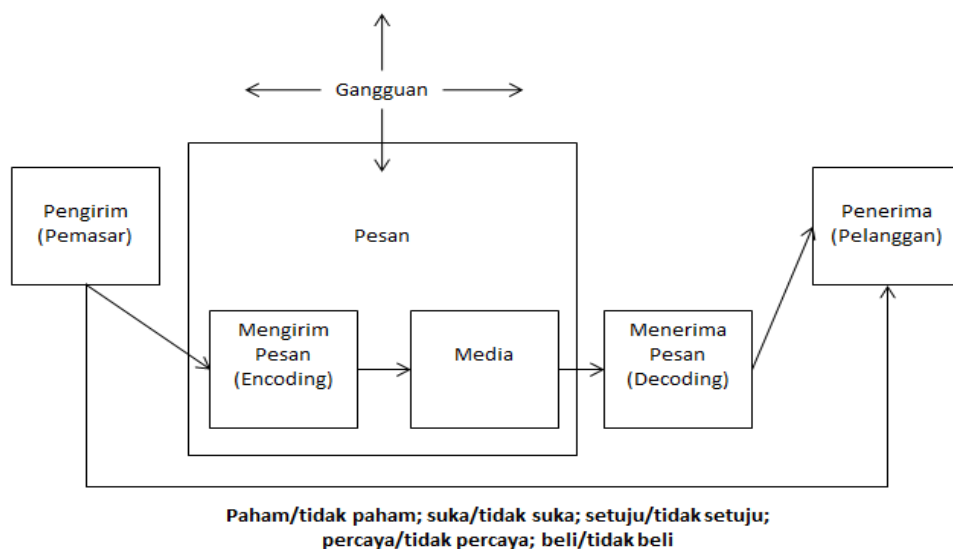 Gangguan
Pengirim
(Pemasar)
Pesan
Penerima
(Pelanggan)
Mengirim
Pesan
(Encoding)
Media
Menerima
Pesan
(Decoding)
Paham/tidak paham; suka/tidak suka; setuju/tidak setuju;
percaya/tidak percaya; beli/tidak beli